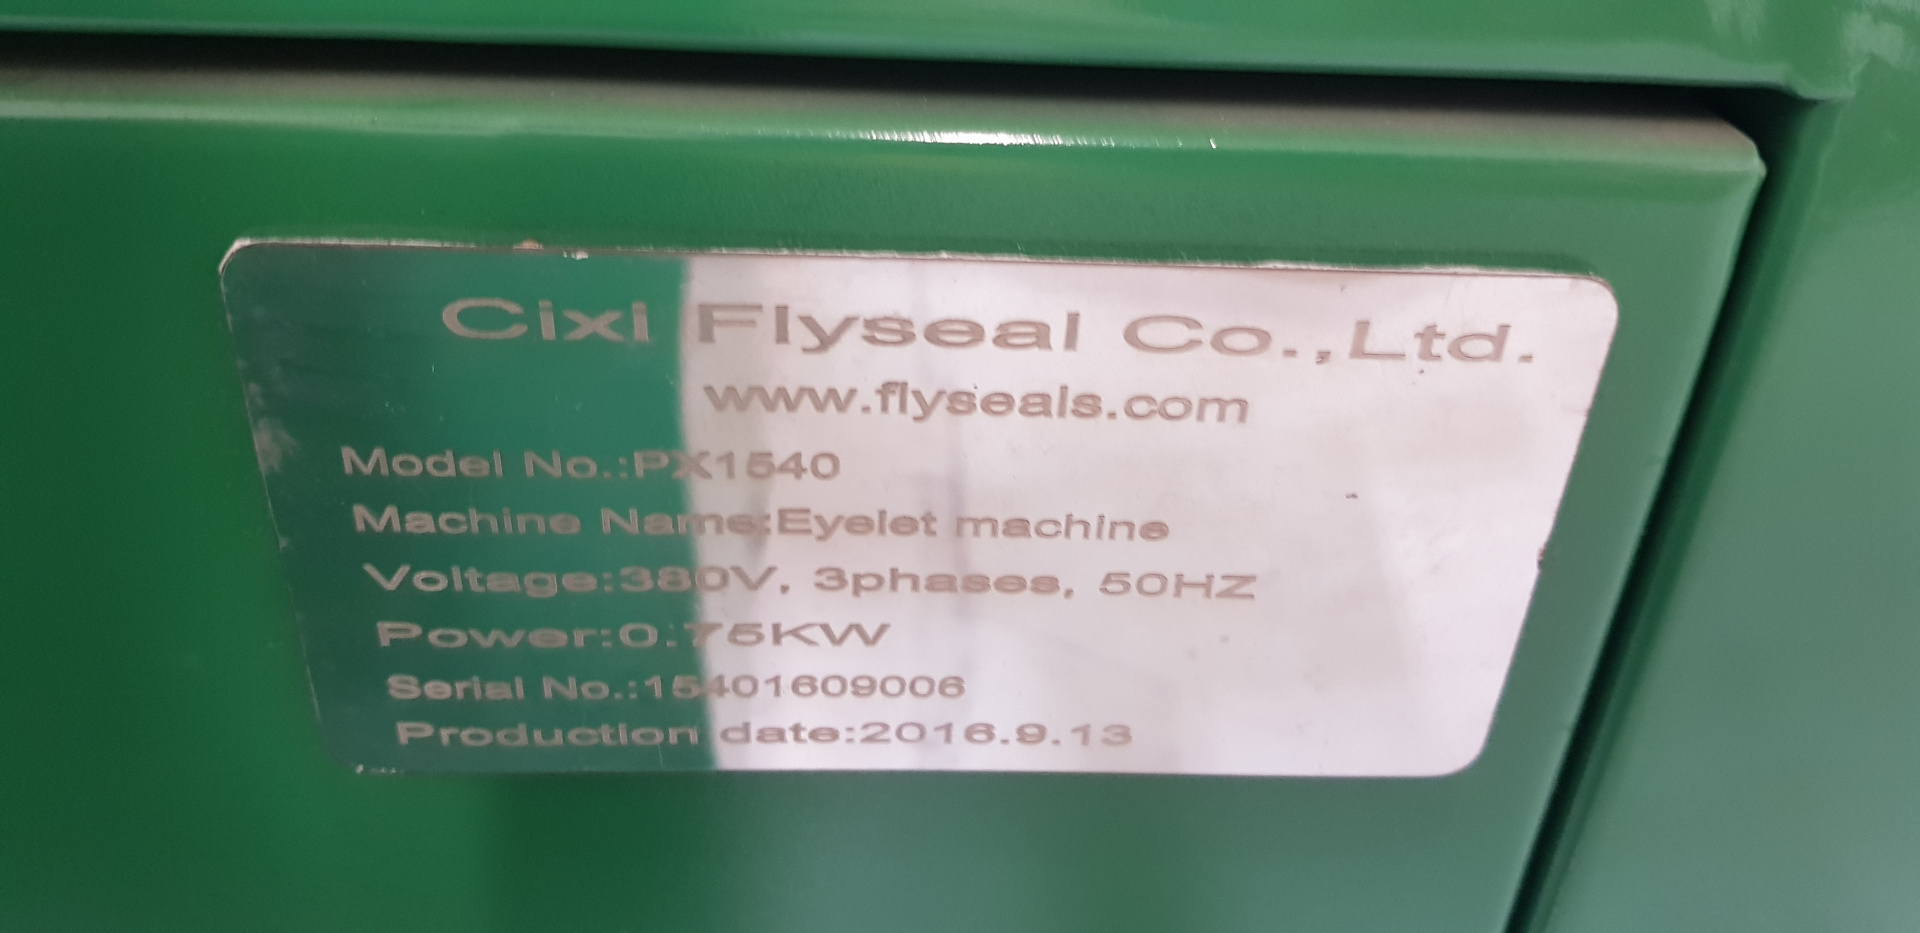 Cixi Flyseal Co.,Ltd.
www.flyseals.com
Model No.:PX1540
Machine Name:Eyelet machine
Voltage:380V, 3phases, 50HZ
Power:0.75KW
Serial No.:15401609006
Production date:2016.9.13